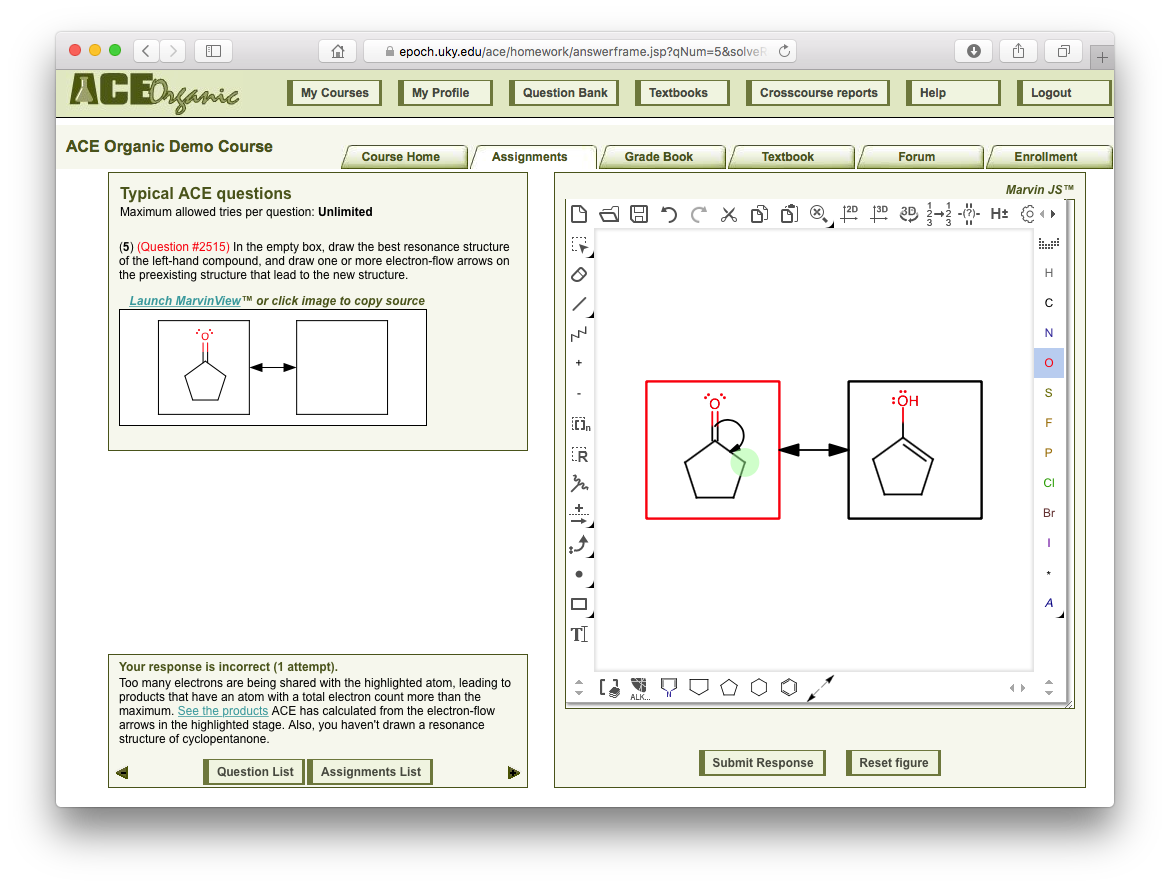 epoch.uky.edu/ace/homework/answerframe.jsp?qNum=5&solve
ACE Organic
My Courses
My Profile
Question Bank
Textbooks
Crosscourse reports
Help
Logout
ACE Organic Demo Course
Course Home
Assignments
Grade Book
Textbook
Forum
Enrollment
Typical ACE questions
Maximum allowed tries per question: Unlimited
(5) (Question #2515) In the empty box, draw the best resonance structure
of the left-hand compound, and draw one or more electron-flow arrows on
the preexisting structure that lead to the new structure.
Launch MarvinView™ or click image to copy source
O
Your response is incorrect (1 attempt).
Too many electrons are being shared with the highlighted atom, leading to
products that have an atom with a total electron count more than the
maximum. See the products ACE has calculated from the electron-flow
arrows in the highlighted stage. Also, you haven't drawn a resonance
structure of cyclopentanone.
Question List
Assignments List
Marvin JS™
2D
3D
3D
1 2 3 → 1 2 3
(?)
H±
[ ]n
R
T
O
OH
H
C
N
O
S
F
P
Cl
Br
I
*
A
ALK...
N
Submit Response
Reset figure